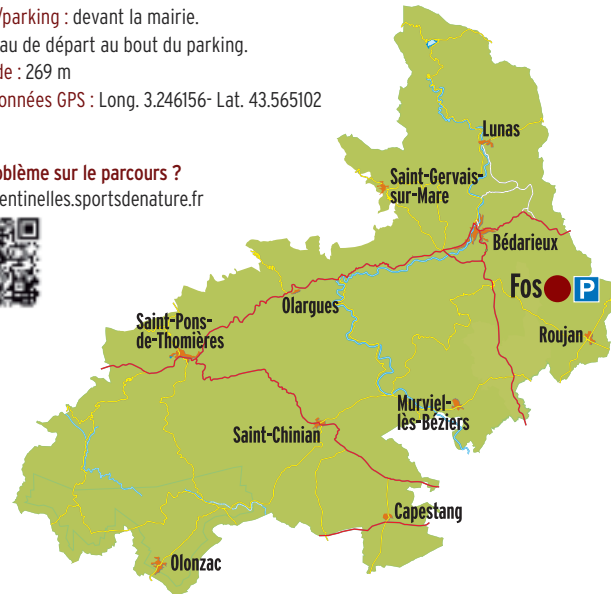 /parking : devant la mairie.
au de départ au bout du parking.
de : 269 m
onnées GPS : Long. 3.246156- Lat. 43.565102
oblème sur le parcours ?
entinelles.sportsdenature.fr
Lunas
Saint-Gervais-
sur-Mare
Bédarieux
Fos
P
Olargues
Roujan
Saint-Pons-
de-Thomières
Murviel-
lès-Béziers
Saint-Chinian
Capestang
Olonzac